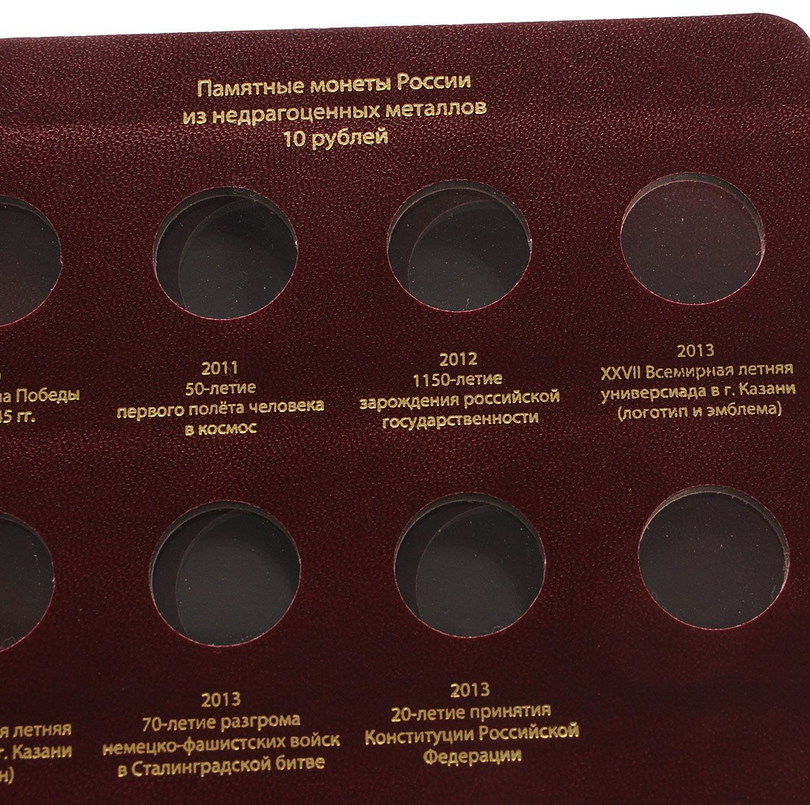 Памятные монеты России
из недрагоценных металлов
10 рублей
Победы
гг.
2011
50-летие
первого полёта человека
в космос
2012
1150-летие
зарождения российской
государственности
2013
XXVII Всемирная летняя
универсиада в г. Казани
(логотип и эмблема)
летняя
г. Казани
2013
70-летие разгрома
немецко-фашистских войск
в Сталинградской битве
2013
20-летие принятия
Конституции Российской
Федерации